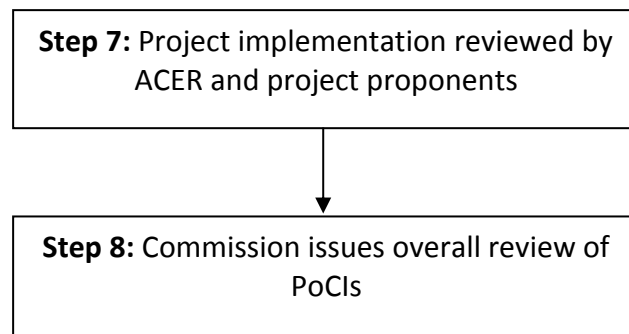 Step 7: Project implementation reviewed by
ACER and project proponents
Step 8: Commission issues overall review of
PoCIs